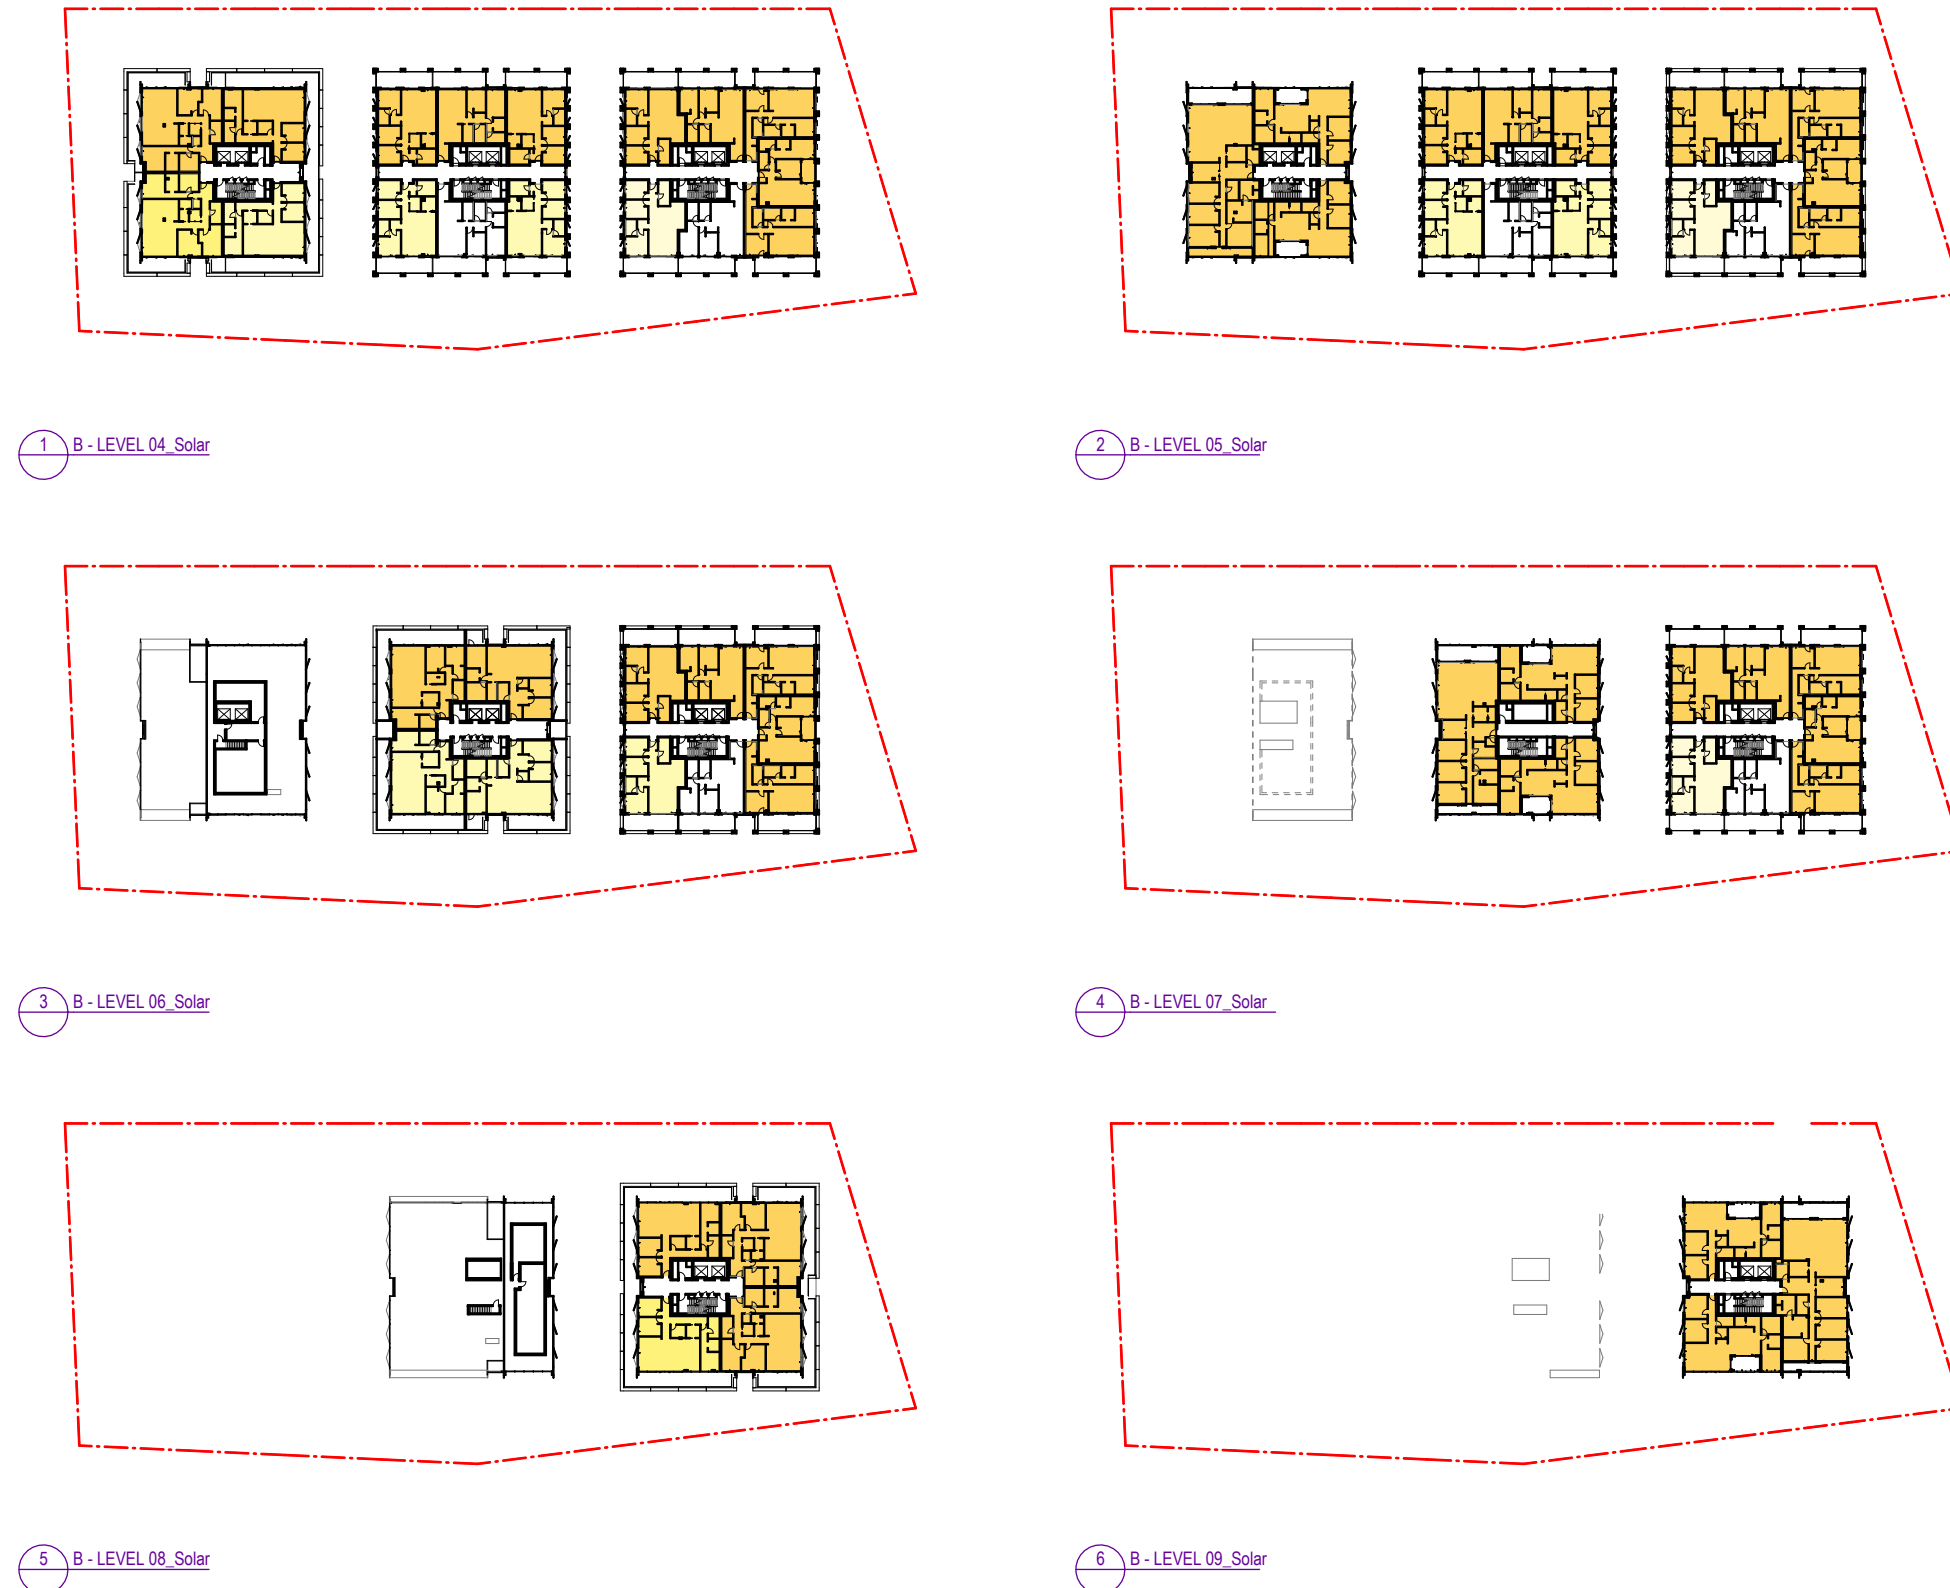 1 B - LEVEL 04_Solar
2 B - LEVEL 05_Solar
3 B - LEVEL 06_Solar
4 B - LEVEL 07_Solar
5 B - LEVEL 08_Solar
6 B - LEVEL 09_Solar